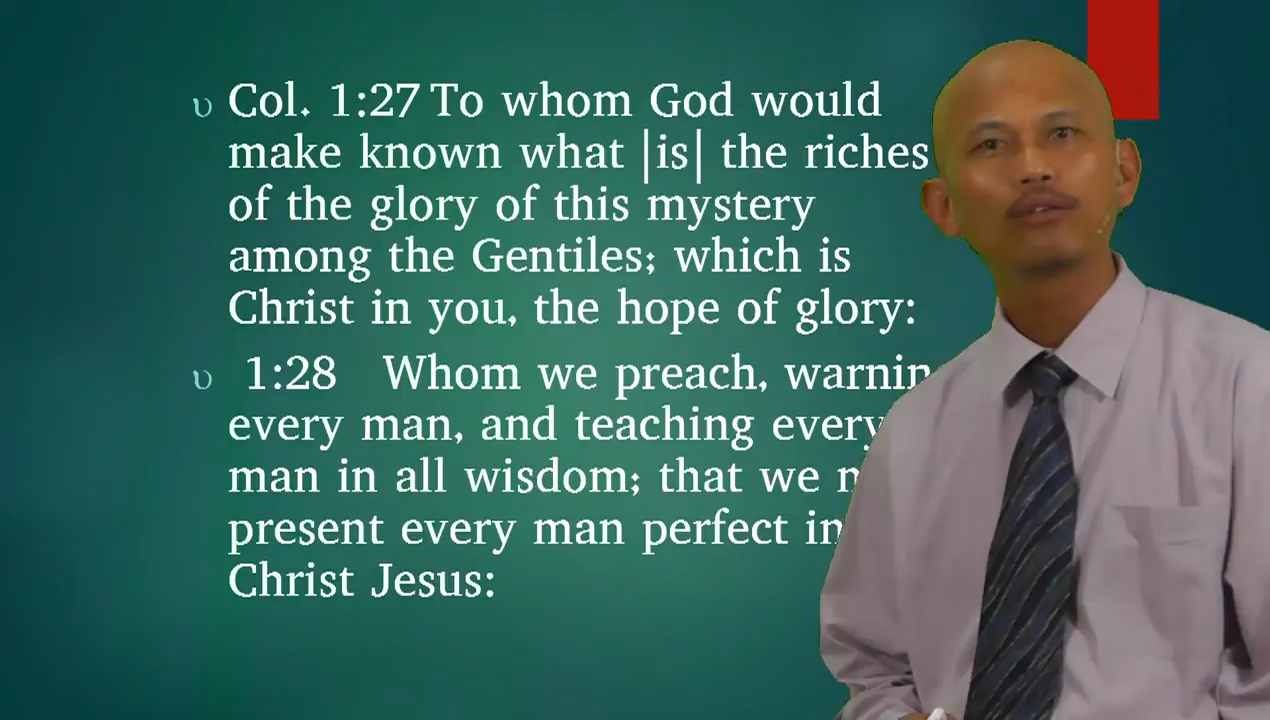 Col. 1:27 To whom God would
make known what |is| the riches
of the glory of this mystery
among the Gentiles; which is
Christ in you, the hope of glory:
1:28 Whom we preach,
every man, and teaching every
man in all wisdom; that we
present every man perfect in
Christ Jesus: